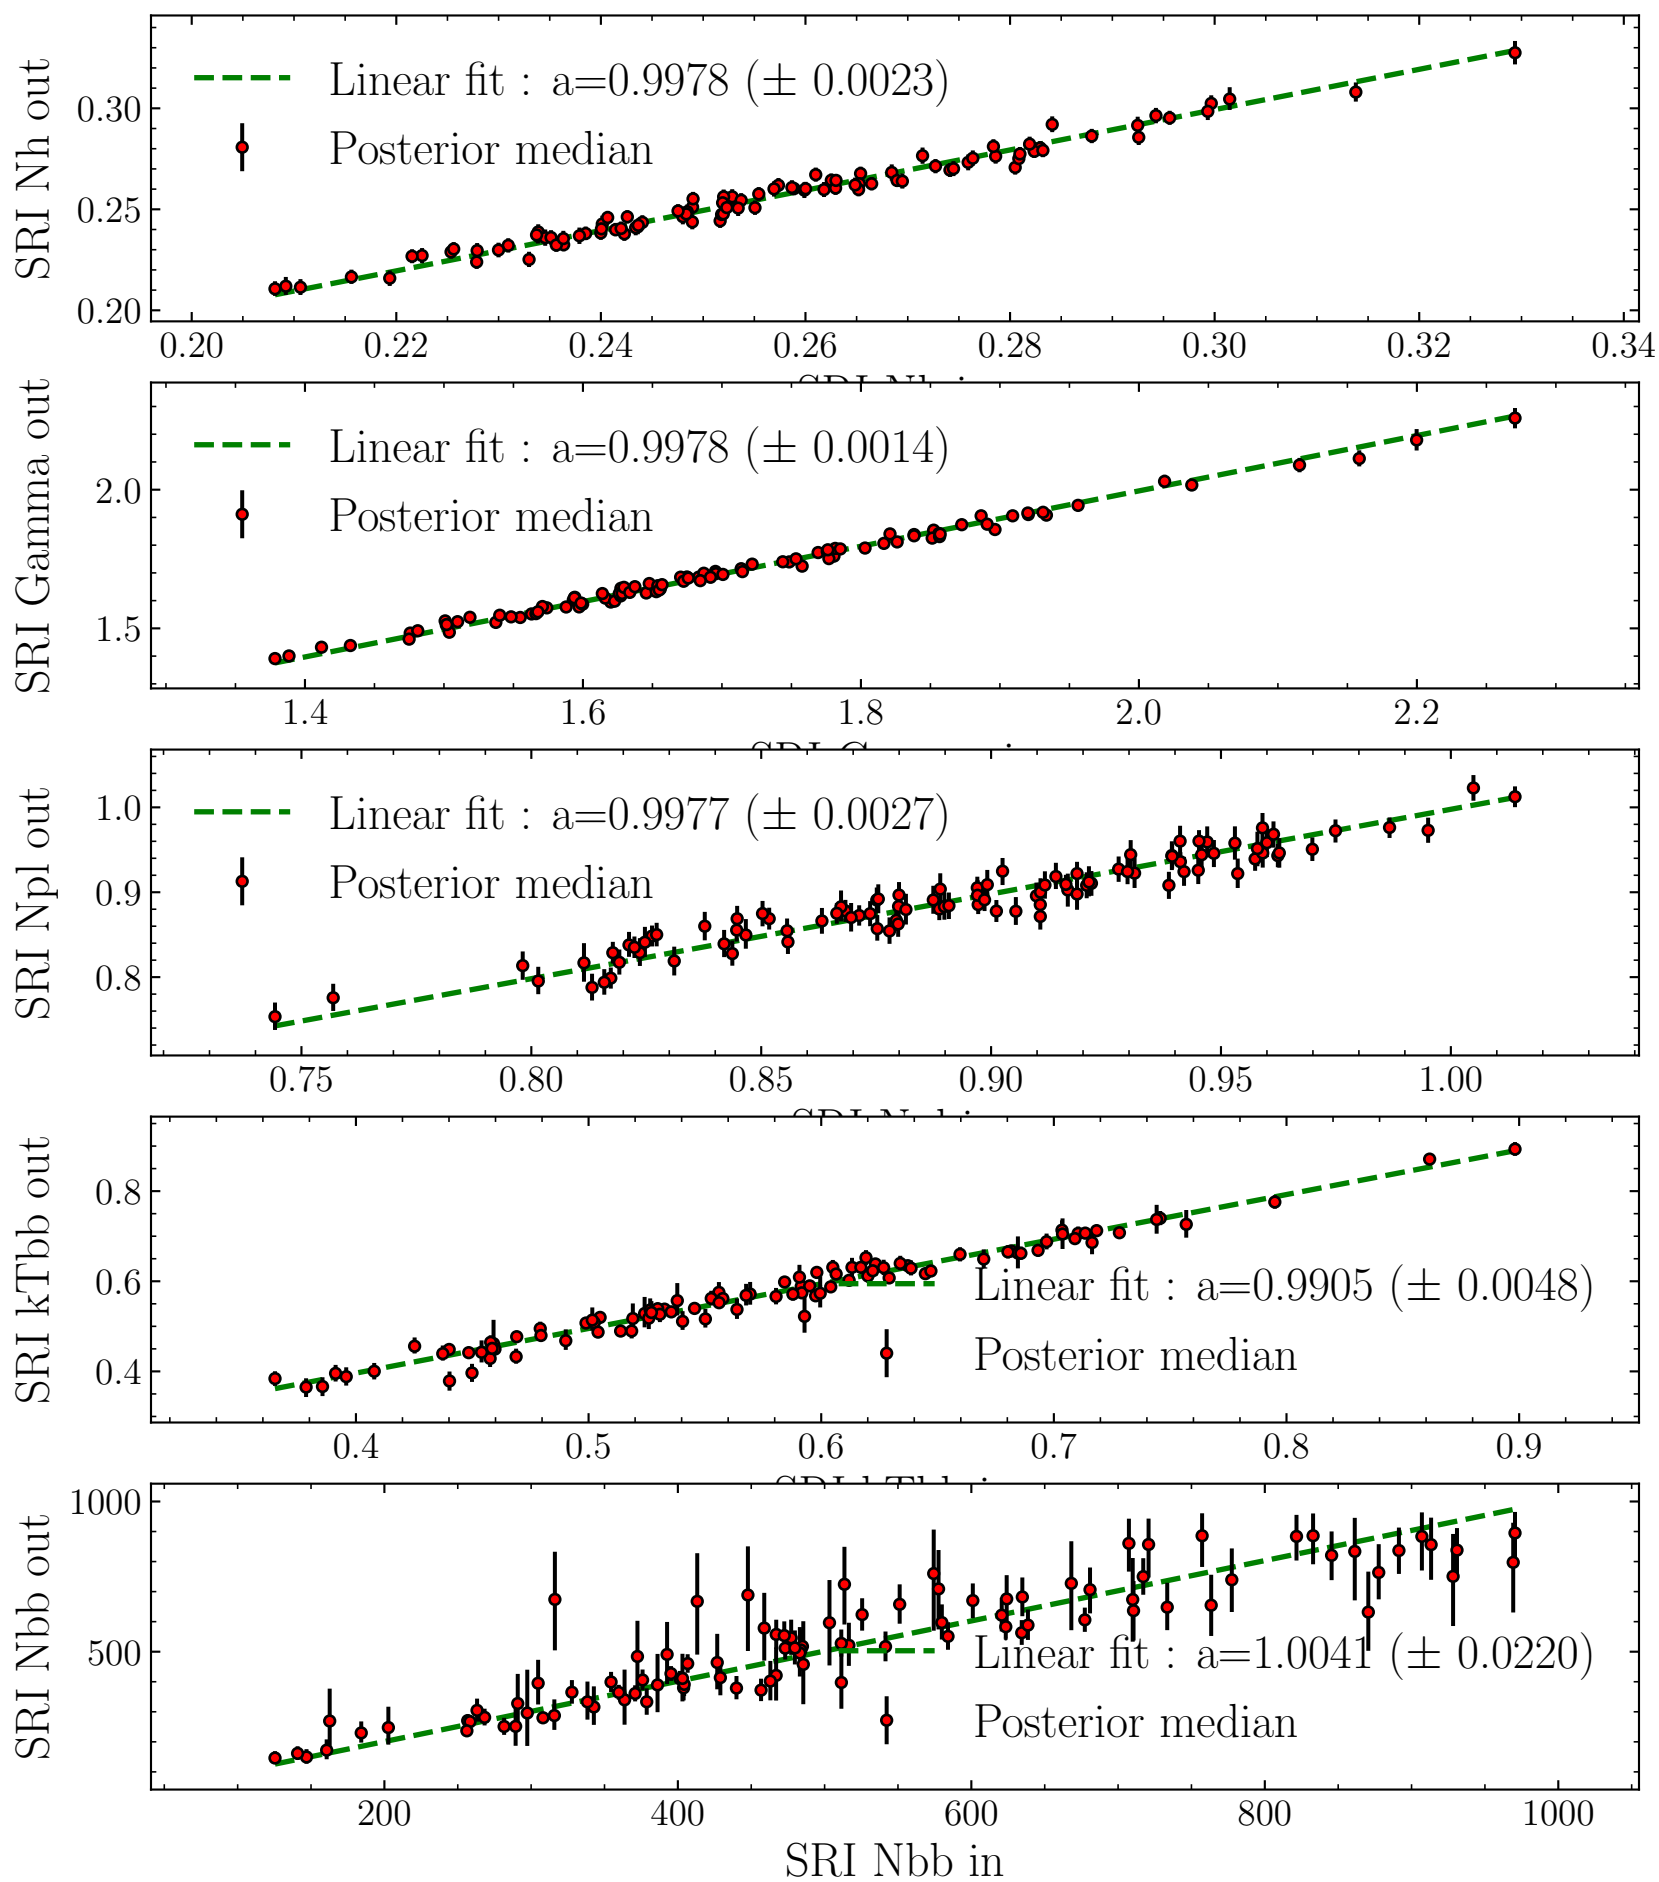 SRI Nh out
0.30
0.25
0.20
Linear fit : a=0.9978 (± 0.0023)
Posterior median
0.20 0.22 0.24 0.26 0.28 0.30 0.32 0.34
SRI Gamma out
2.0
1.5
Linear fit : a=0.9978 (± 0.0014)
Posterior median
1.4 1.6 1.8 2.0 2.2
SRI Npl out
1.0
0.9
0.8
Linear fit : a=0.9977 (± 0.0027)
Posterior median
0.75 0.80 0.85 0.90 0.95 1.00
SRI kTbb out
0.8
0.6
0.4
Linear fit : a=0.9905 (± 0.0048)
Posterior median
0.4 0.5 0.6 0.7 0.8 0.9
SRI Nbb out
1000
500
Linear fit : a=1.0041 (± 0.0220)
Posterior median
200 400 600 800 1000
SRI Nbb in